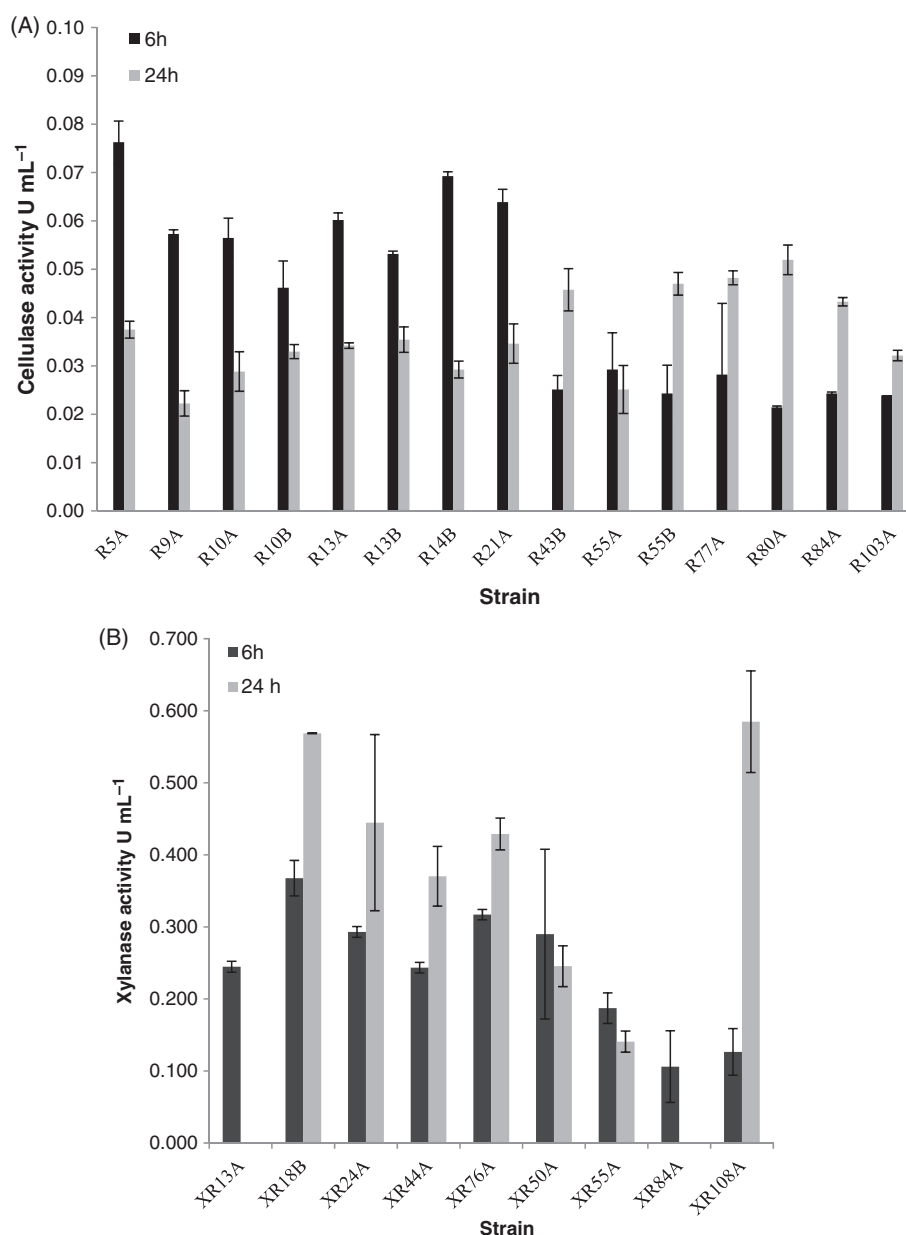 (A)
0.10
0.09
0.08
0.07
0.06
0.05
0.04
0.03
0.02
0.01
0.00
Cellulase activity U mL⁻¹
6h
24h
R5A R9A R10A R10B R13A R13B R14B R21A R43B R55A R55B R77A R80A R84A R103A
Strain
(B)
0.700
0.600
0.500
0.400
0.300
0.200
0.100
0.000
Xylanase activity U mL⁻¹
6h
24 h
XR13A XR18B XR24A XR44A XR76A XR50A XR55A XR84A XR108A
Strain